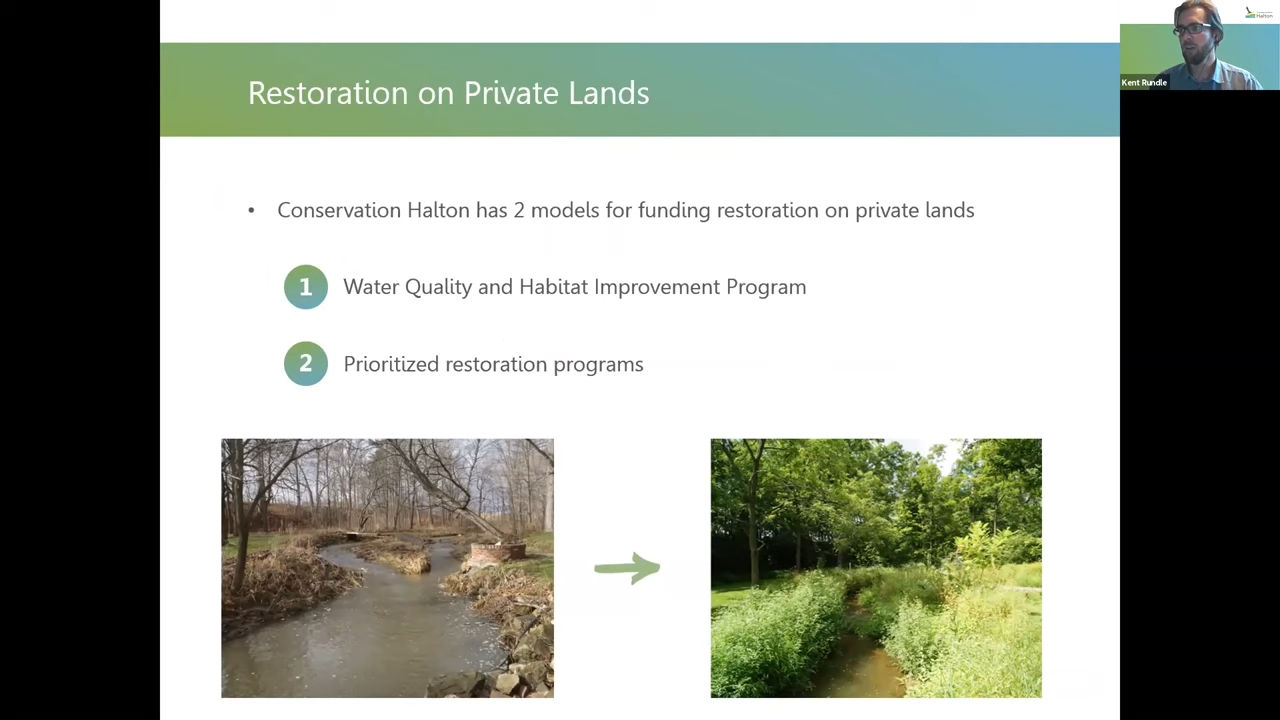 Restoration on Private Lands
• Conservation Halton has 2 models for funding restoration on private lands
1 Water Quality and Habitat Improvement Program
2 Prioritized restoration programs
Kent Rundle
Halton